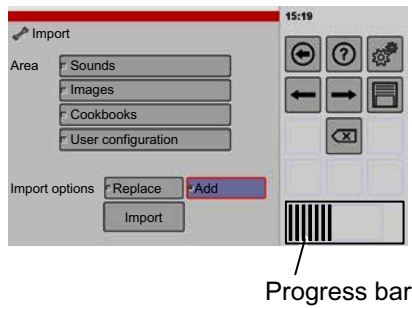 15:19
Import
Area
Sounds
Images
Cookbooks
User configuration
Import options
Replace
Add
Import
?
Progress bar